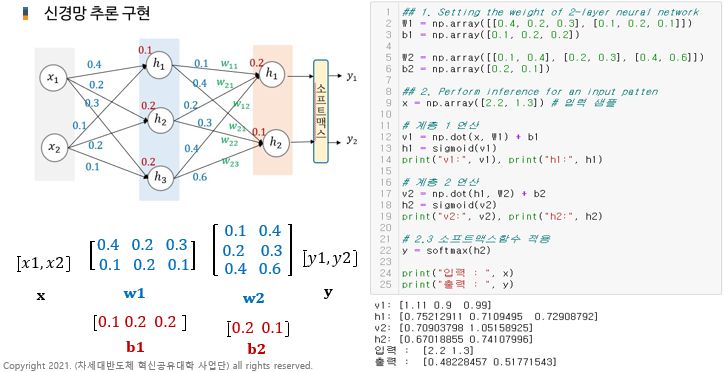 신경망 추론 구현
0.1
0.2
x1
x2
0.4
0.2
0.3
0.1
0.2
0.1
h1
0.2
h2
0.2
h3
0.1
w11
0.4
w21
0.2
w12
0.3
w21
w22
0.4
w23
0.6
h1
0.1
h2
소프트맥스
y1
y2
[x1, x2]
x
0.4 0.2 0.3
0.1 0.2 0.1
w1
[0.1 0.2 0.2 ]
b1
0.1 0.4
0.2 0.3
0.4 0.6
w2
[0.2 0.1]
b2
[y1, y2]
y
Copyright 2021. (차세대반도체 혁신공유대학 사업단) all rights reserved.
1 ## 1. Setting the weight of 2-layer neural network
2 W1 = np.array([[0.4, 0.2, 0.3], [0.1, 0.2, 0.1]])
3 b1 = np.array([0.1, 0.2, 0.2])
4
5 W2 = np.array([[0.1, 0.4], [0.2, 0.3], [0.4, 0.6]])
6 b2 = np.array([0.2, 0.1])
7
8 ## 2. Perform inference for an input patten
9 x = np.array([2.2, 1.3]) # 입력 샘플
10
11 # 계층 1 연산
12 v1 = np.dot(x, W1) + b1
13 h1 = sigmoid(v1)
14 print("v1:", v1), print("h1:", h1)
15
16 # 계층 2 연산
17 v2 = np.dot(h1, W2) + b2
18 h2 = sigmoid(v2)
19 print("v2:", v2), print("h2:", h2)
20
21 # 2.3 소프트맥스함수 적용
22 y = softmax(h2)
23
24 print("입력 : ", x)
25 print("출력 : ", y)
v1: [1.11 0.9 0.99]
h1: [0.75212911 0.7109495 0.72908792]
v2: [0.70903798 1.05158925]
h2: [0.67018855 0.74107996]
입력 : [2.2 1.3]
출력 : [0.48228457 0.51771543]